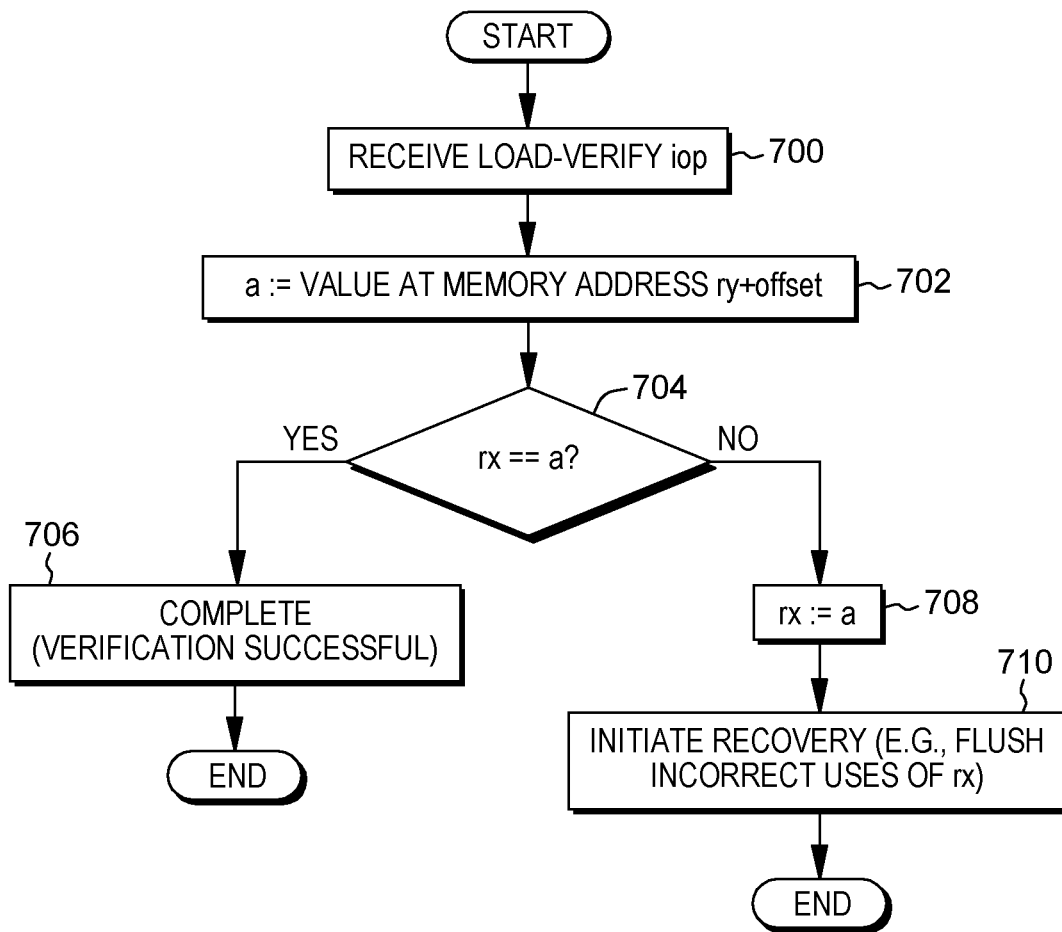 START
RECEIVE LOAD-VERIFY iop
700
a := VALUE AT MEMORY ADDRESS ry+offset
702
704
YES
rx == a?
NO
706
COMPLETE
(VERIFICATION SUCCESSFUL)
rx := a
708
710
INITIATE RECOVERY (E.G., FLUSH
INCORRECT USES OF rx)
END
END